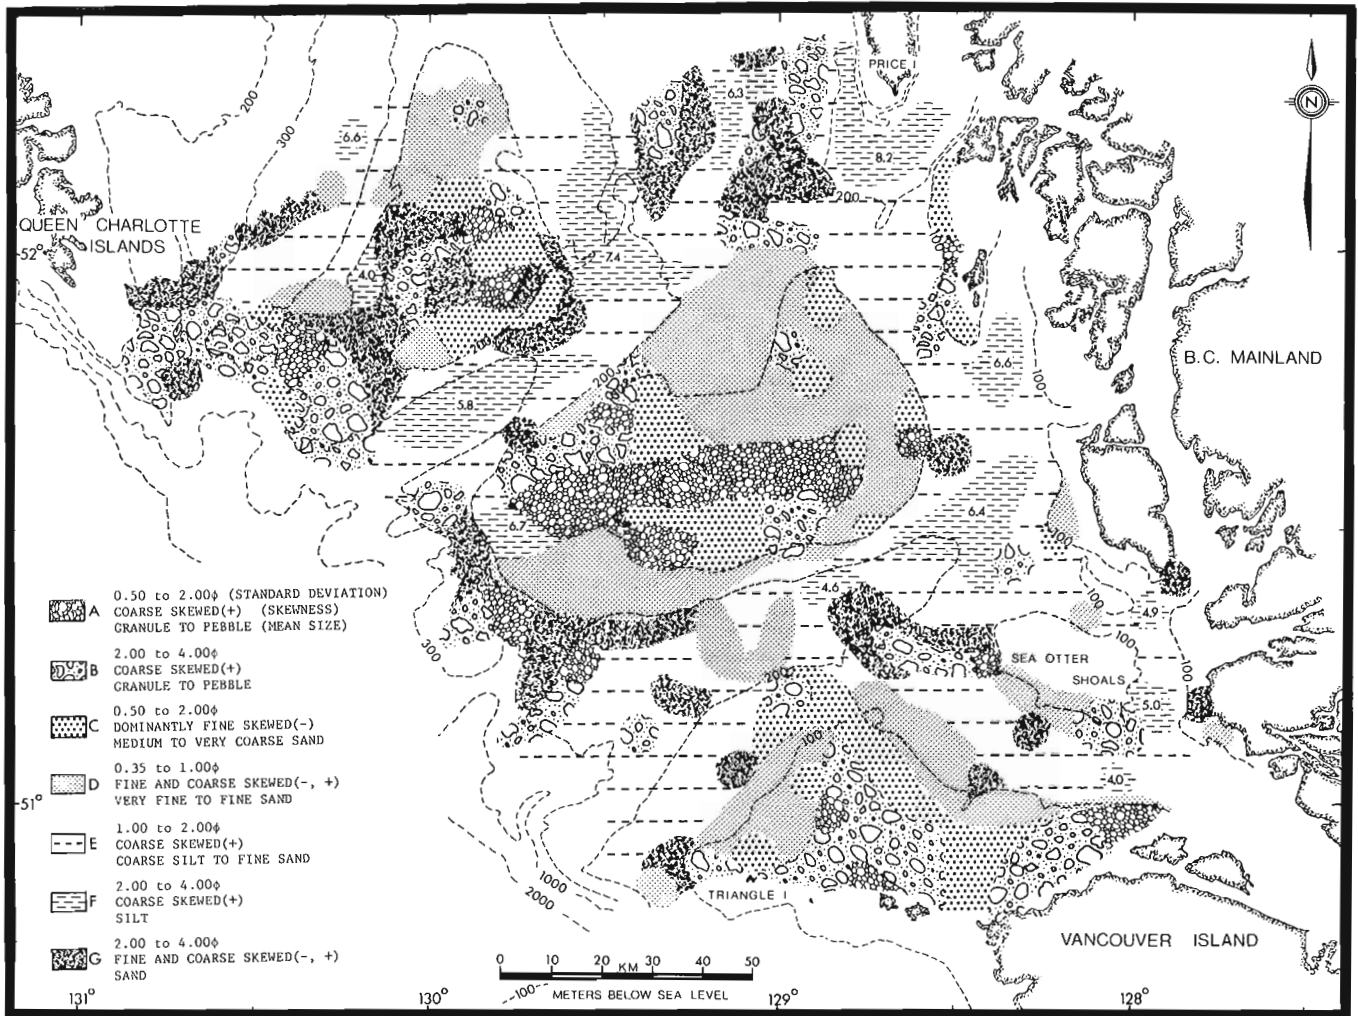 PRICE I
N
200
300
6.6
6.3
8.2
200
QUEEN CHARLOTTE
ISLANDS
52°
7.4
4.0
100
B.C. MAINLAND
6.6
100
200
5.8
6.7
6.4
100
4.6
100
4.9
300
100
SEA OTTER
SHOALS
100
200
5.0
100
4.0
A
0.50 to 2.00ϕ (STANDARD DEVIATION)
COARSE SKEWED(+) (SKEWNESS)
GRANULE TO PEBBLE (MEAN SIZE)
B
2.00 to 4.00ϕ
COARSE SKEWED(+)
GRANULE TO PEBBLE
C
0.50 to 2.00ϕ
DOMINANTLY FINE SKEWED(-)
MEDIUM TO VERY COARSE SAND
D
0.35 to 1.00ϕ
FINE AND COARSE SKEWED(-, +)
VERY FINE TO FINE SAND
51°
E
1.00 to 2.00ϕ
COARSE SKEWED(+)
COARSE SILT TO FINE SAND
F
2.00 to 4.00ϕ
COARSE SKEWED(+)
SILT
G
2.00 to 4.00ϕ
FINE AND COARSE SKEWED(-, +)
SAND
1000
2000
TRIANGLE I
VANCOUVER ISLAND
0 10 20 30 40 50
KM
-100- METERS BELOW SEA LEVEL
131° 130° 129° 128°